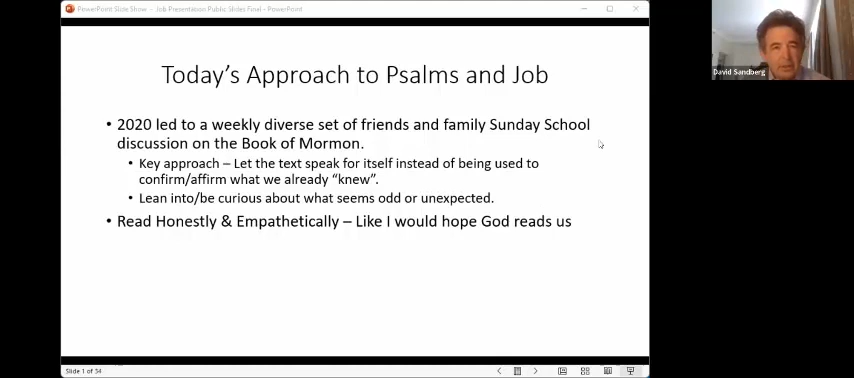 PowerPoint Slide Show - Job Presentation Public Slides Final - PowerPoint
Today's Approach to Psalms and Job
• 2020 led to a weekly diverse set of friends and family Sunday School
discussion on the Book of Mormon.
• Key approach – Let the text speak for itself instead of being used to
confirm/affirm what we already “knew”.
• Lean into/be curious about what seems odd or unexpected.
• Read Honestly & Empathetically – Like I would hope God reads us
Slide 1 of 54
David Sandberg